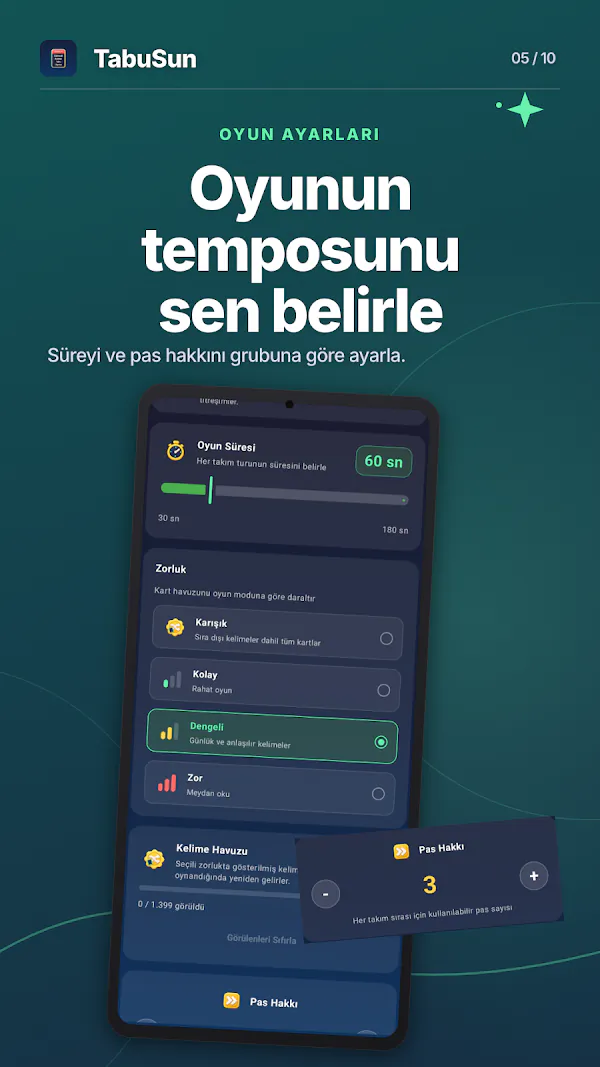 TabuSun
05 / 10
OYUN AYARLARI
Oyunun
temposunu
sen belirle
Süreyi ve pas hakkını grubuna göre ayarla.
titreşimler.
Oyun Süresi
Her takım turunun süresini belirle
60 sn
30 sn
180 sn
Zorluk
Kart havuzunu oyun moduna göre daraltır
Karışık
Sıra dışı kelimeler dahil tüm kartlar
Kolay
Rahat oyun
Dengeli
Günlük ve anlaşılır kelimeler
Zor
Meydan oku
Kelime Havuzu
Seçili zorlukta gösterilmiş
oynandığında yeniden gelirler.
0 / 1.399 görüldü
Görülenleri Sıfırla
Pas Hakkı
-
3
+
Her takım sırası için kullanılabilir pas sayısı
Pas Hakkı